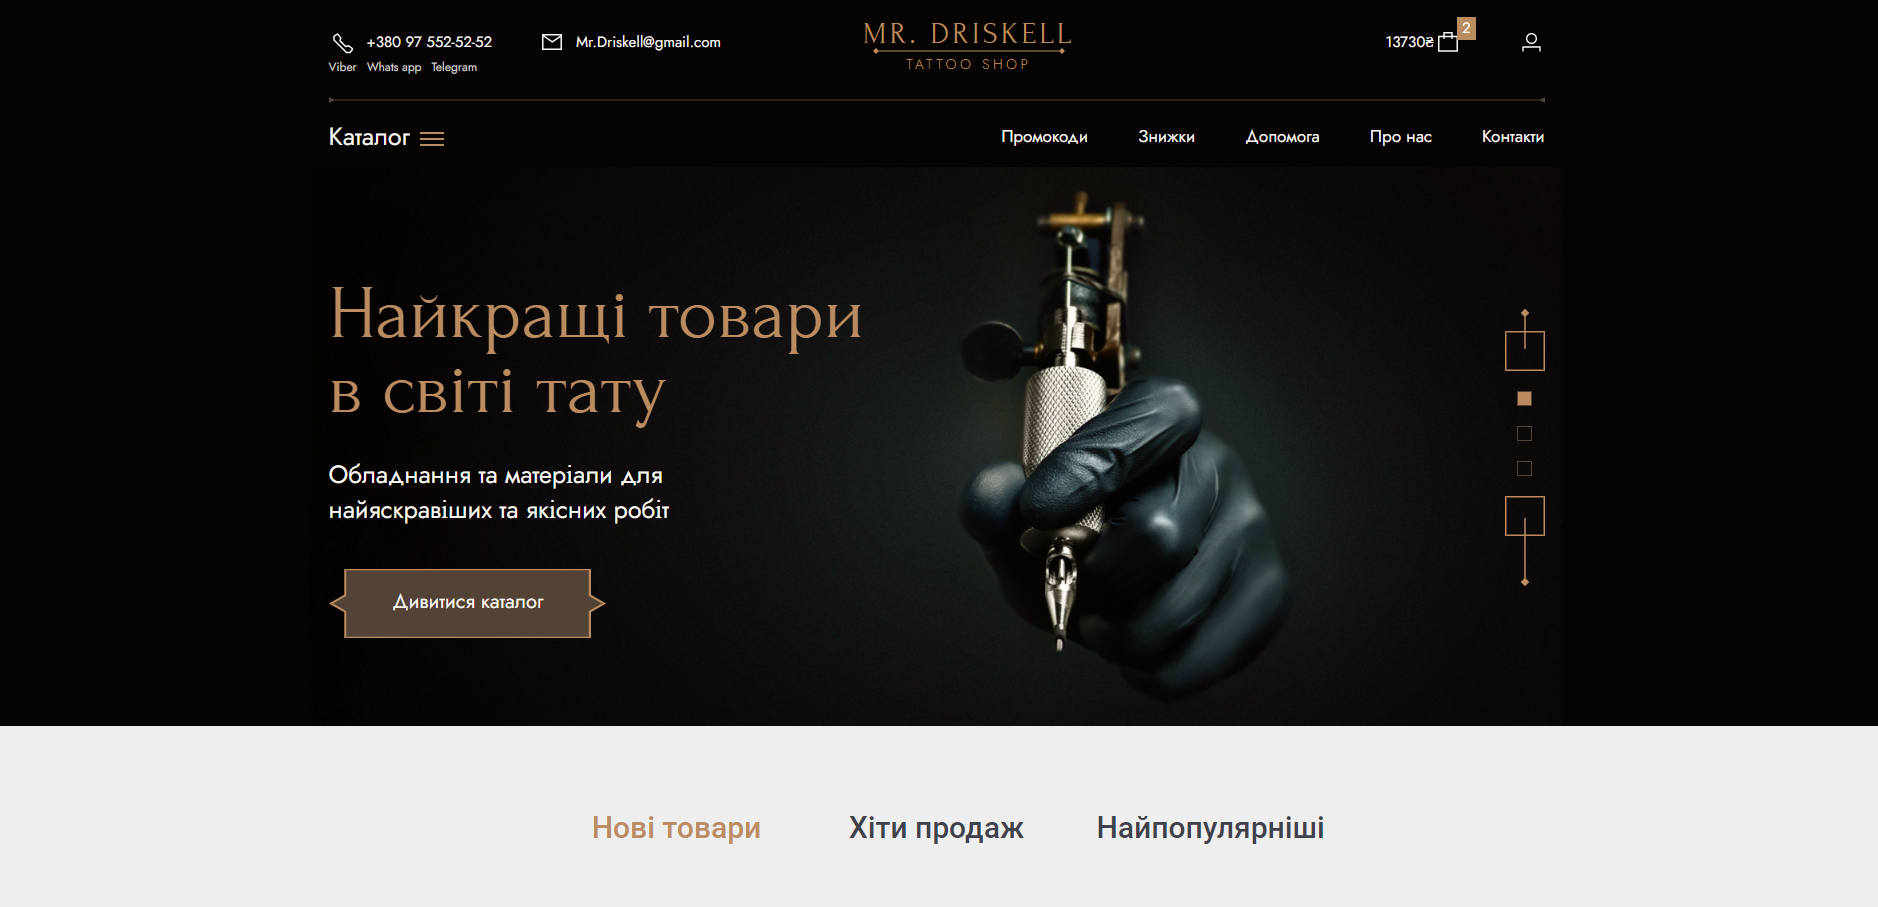 +380 97 552-52-52
Viber Whats app Telegram
Mr.Driskell@gmail.com
MR. DRISKELL
TATTOO SHOP
13730₴
2
Каталог
Промокоди Знижки Допомога Про нас Контакти
Найкращі товари
в світі тату
Обладнання та матеріали для
найяскравіших та якісних робіт
Дивитися каталог
Нові товари Хіти продаж Найпопулярніші